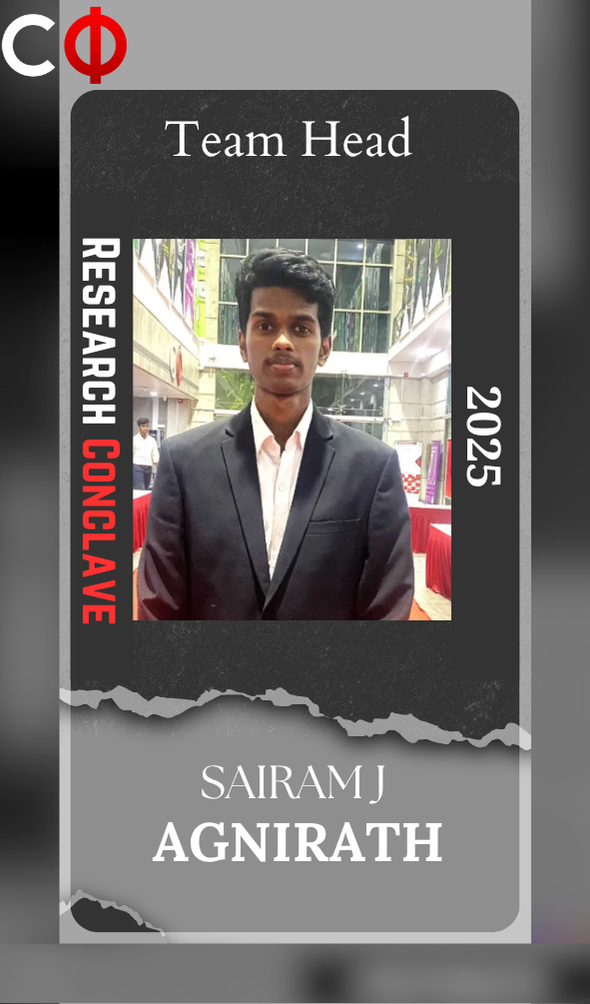 CΦ
Team Head
RESEARCH CONCLAVE
2025
SAIRAM J
AGNIRATH